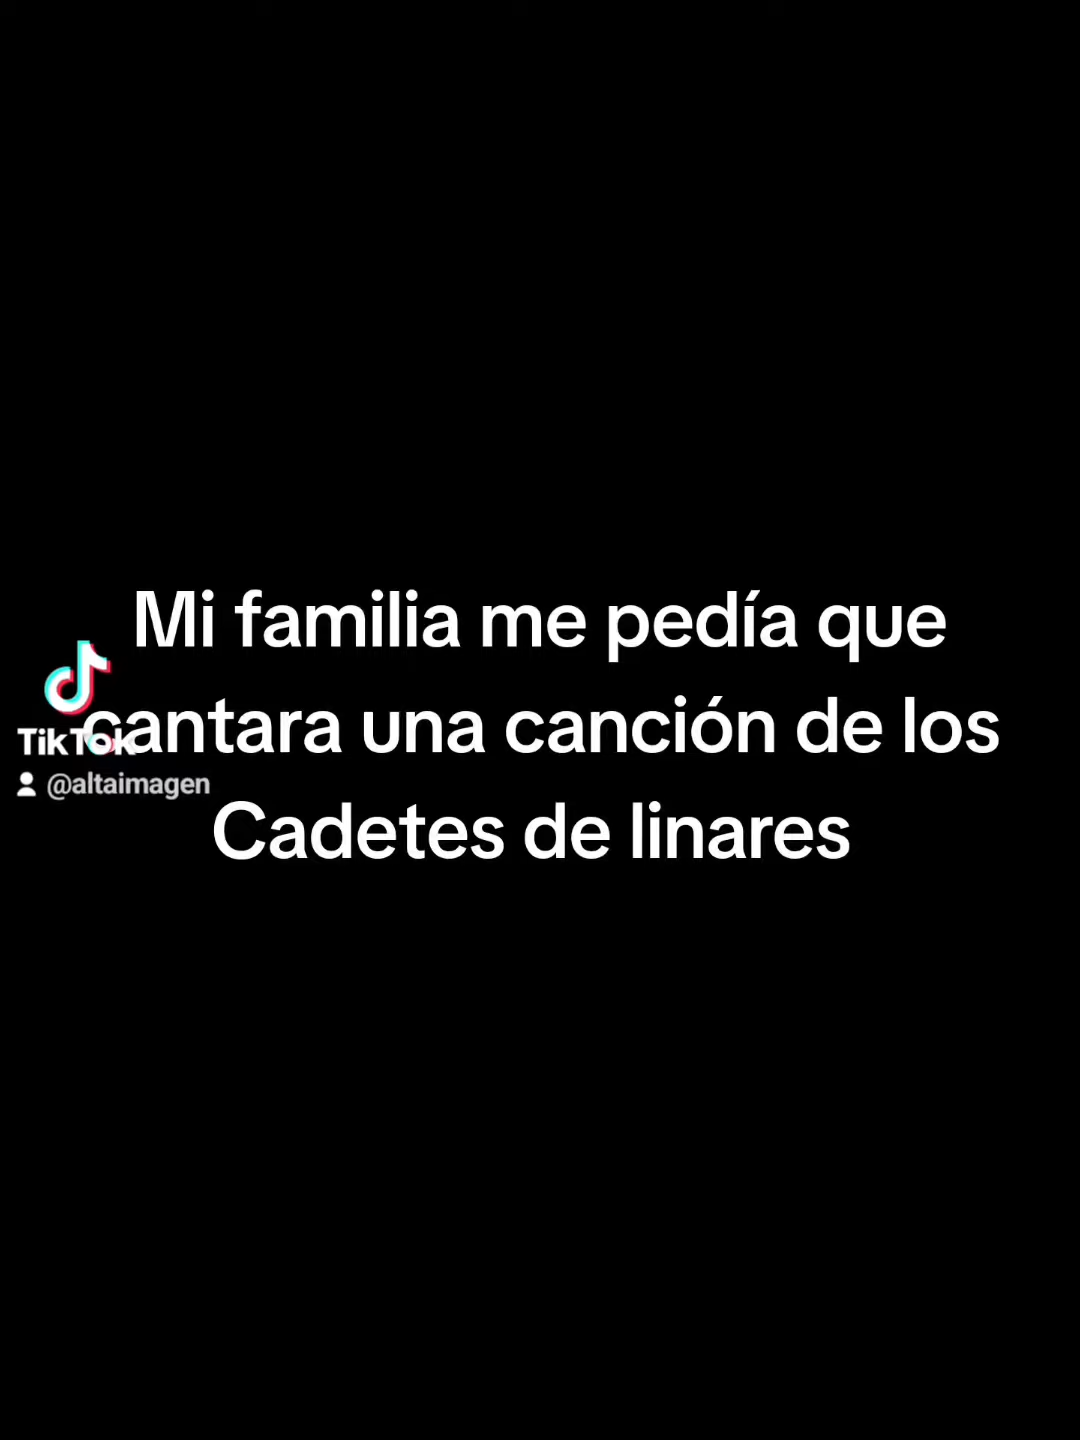 Mi familia me pedía que
cantara una canción de los
Cadetes de linares
TikTok
@altaimagen